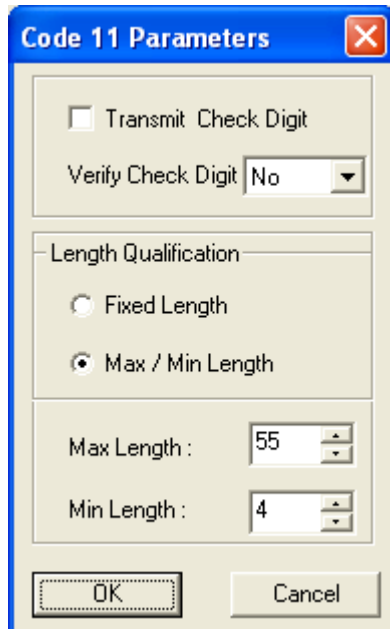 Code 11 Parameters
Transmit Check Digit
Verify Check Digit No
Length Qualification
Fixed Length
Max / Min Length
Max Length : 55
Min Length : 4
OK Cancel